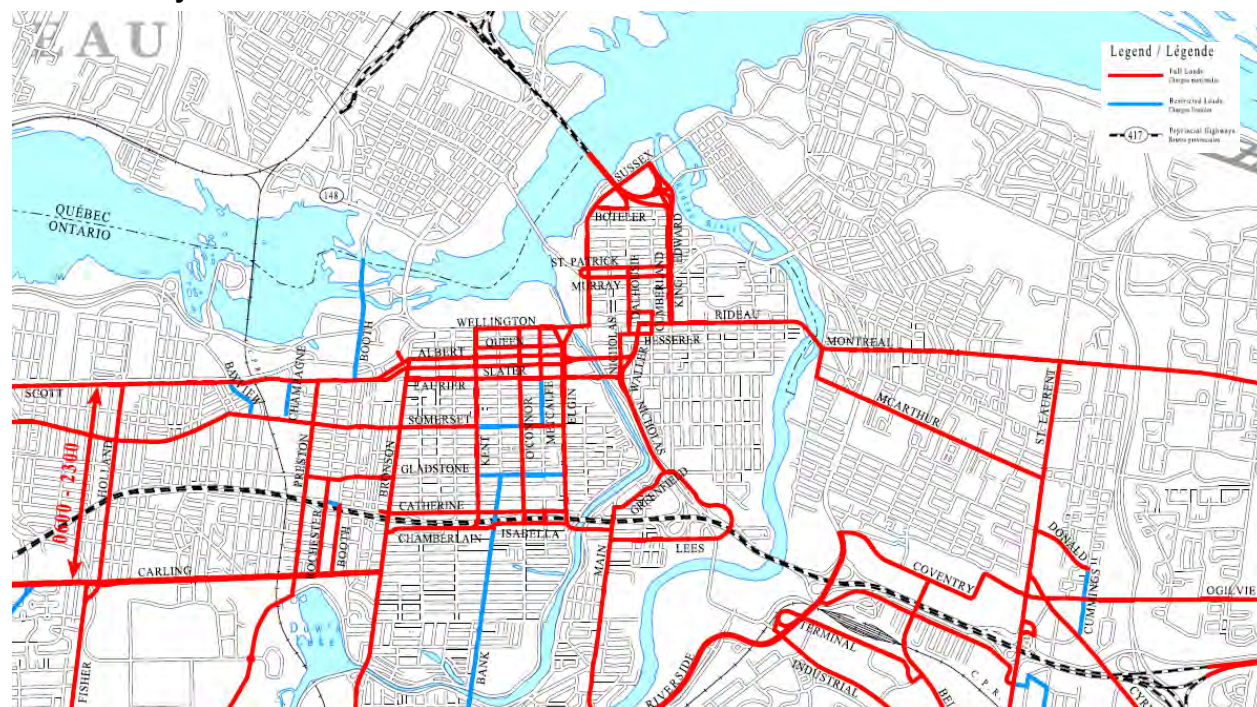 EAU
Legend / Légende
Full Loads
Charges maximales
Restricted Loads
Charges limitées
417
Provincial Highways
Routes provinciales
148
QUÉBEC
ONTARIO
SUSSEX
BOTELER
KING EDWARD
ST. PATRICK
MURRAY
DALHOUSIE
CUMBERLAND
NICHOLAS
RIDEAU
BESSERER
WALLER
WELLINGTON
QUEEN
ALBERT
SLATER
LAURIER
BOOTH
CHAMPAGNE
BAYVIEW
SCOTT
SOMERSET
METCALFE
ELGIN
O'CONNOR
KENT
NICHOLAS
MONTREAL
MCARTHUR
ST. LAURENT
0600 - 2300
HOLLAND
PRESTON
BRONSON
GLADSTONE
CATHERINE
CHAMBERLAIN
ISABELLA
GREENFIELD
LEES
MAIN
ROCHESTER
BOOTH
CARLING
FISHER
BANK
RIVERSIDE
TERMINAL
INDUSTRIAL
COVENTRY
DONALD
CUMMINGS
OGILVIE
C.P.R.